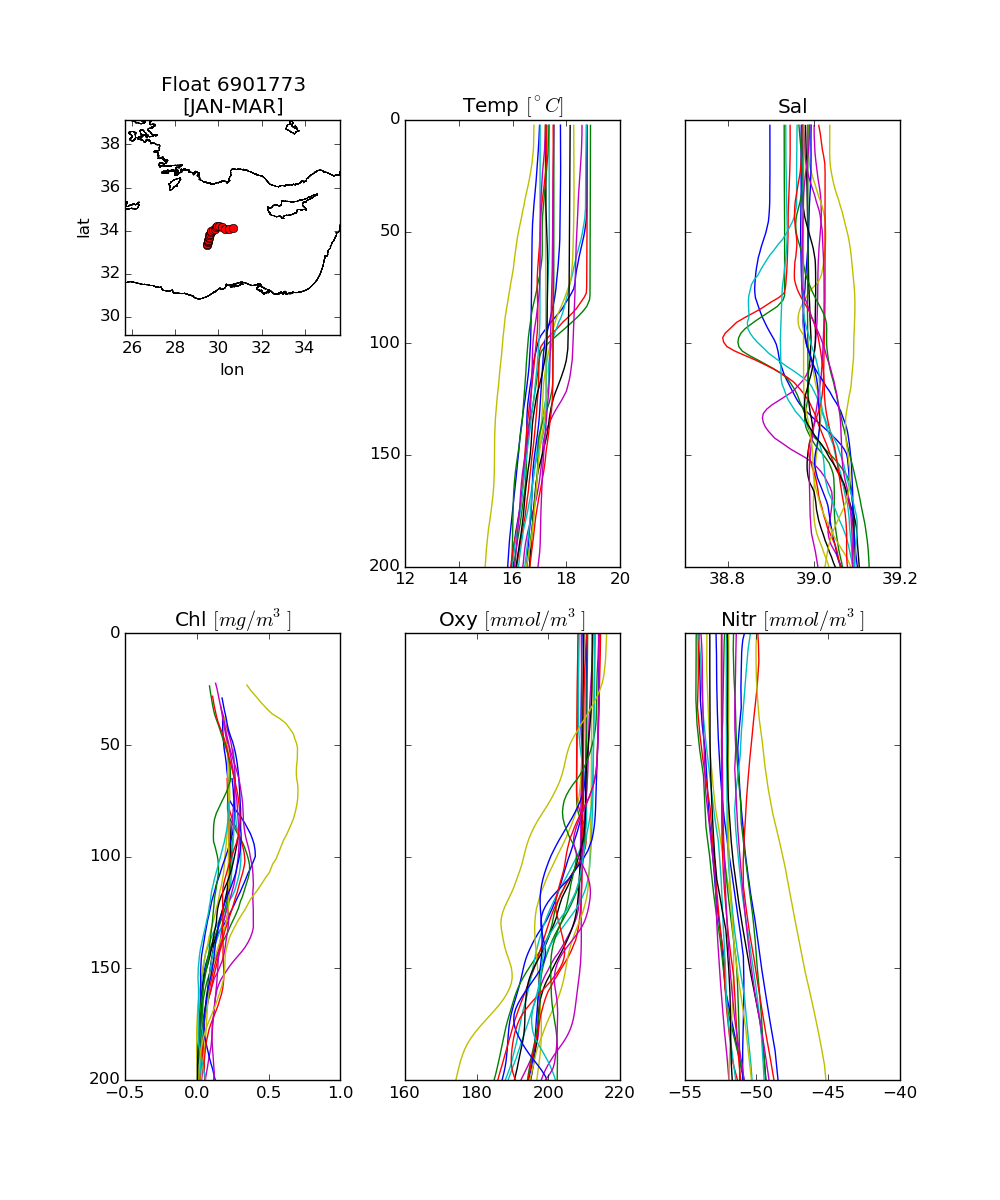 Float 6901773
[JAN-MAR]
38
36
34
32
30
26 28 30 32 34
lat
lon
Temp [°C]
0
50
100
150
200
12 14 16 18 20
Sal
38.8 39.0 39.2
Chl [mg/m³]
0
50
100
150
200
−0.5 0.0 0.5 1.0
Oxy [mmol/m³]
160 180 200 220
Nitr [mmol/m³]
−55 −50 −45 −40